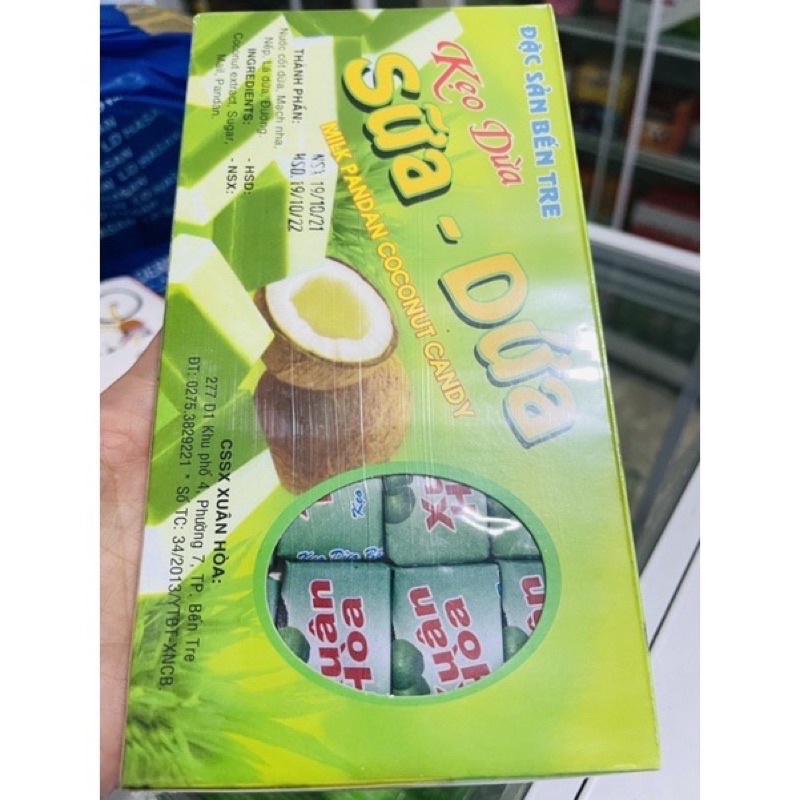 ĐẶC SẢN BẾN TRE
Kẹo Dừa
Sữa - Dứa
MILK PANDAN COCONUT CANDY
THÀNH PHẦN:
Nước cốt dừa, Mạch nha,
Nếp, Lá dứa, Đường.
INGREDIENTS:
Coconut extract, Sugar,
Malt, Pandan.
- HSD:
- NSX:
NSX 19/10/21
HSD 19/10/22
CSSX XUÂN HÒA:
277 D1 Khu phố 4, Phường 7, TP. Bến Tre
ĐT: 0275.3829221 * Số TC: 34/2013/YTBT-XNCB
Xuân
Hòa
Xuân
Hòa